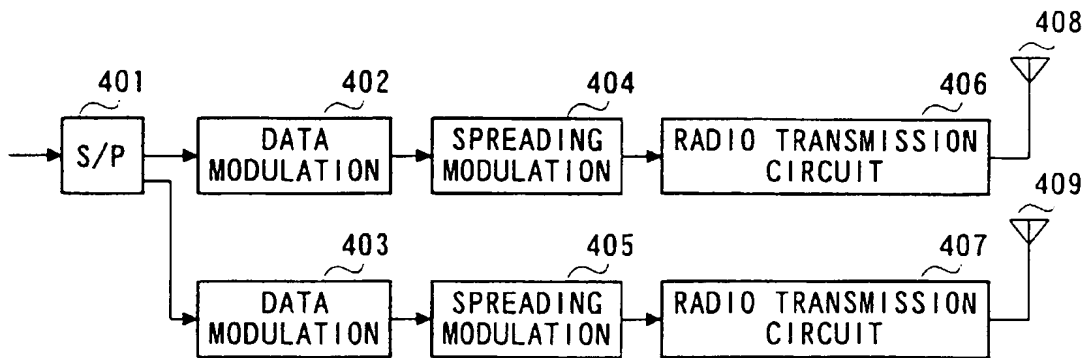 408
401
402
404
406
S/P
DATA
MODULATION
SPREADING
MODULATION
RADIO TRANSMISSION
CIRCUIT
409
403
405
407
DATA
MODULATION
SPREADING
MODULATION
RADIO TRANSMISSION
CIRCUIT